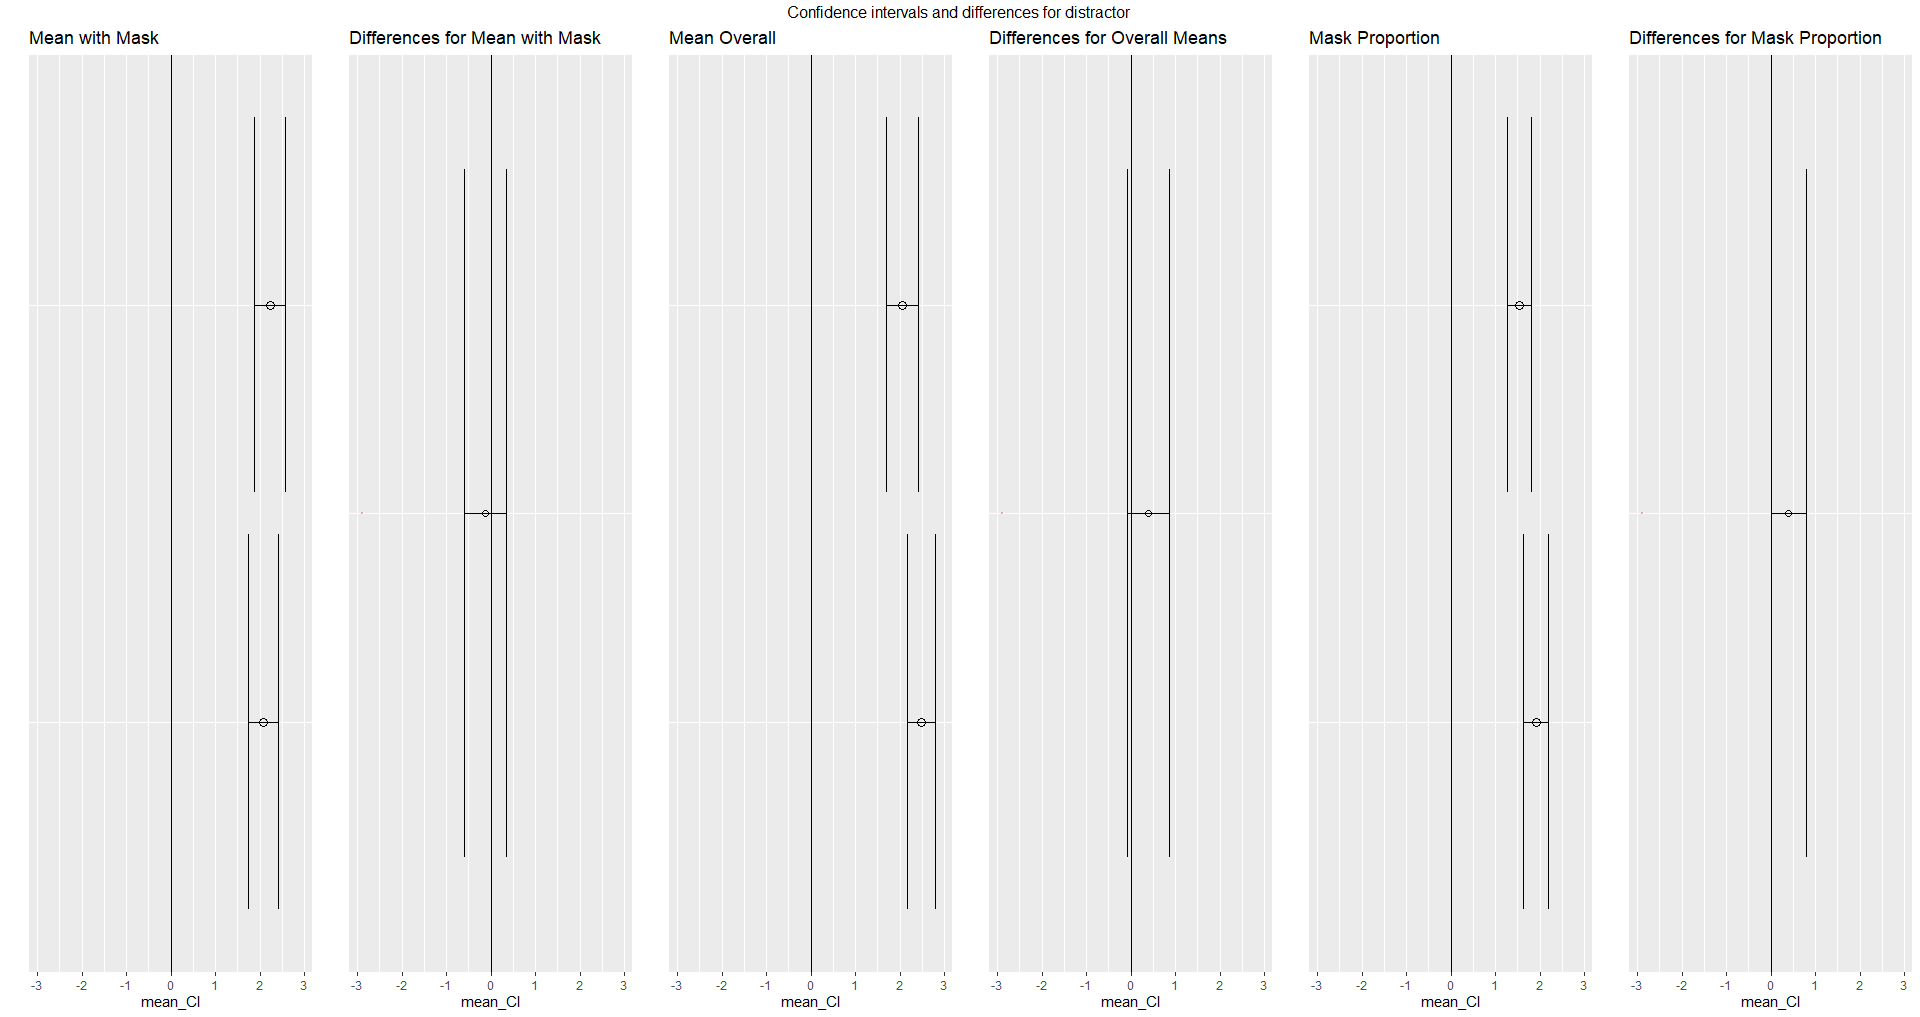 Confidence intervals and differences for distractor
Mean with Mask
Differences for Mean with Mask
Mean Overall
Differences for Overall Means
Mask Proportion
Differences for Mask Proportion
-3 -2 -1 0 1 2 3
-3 -2 -1 0 1 2 3
-3 -2 -1 0 1 2 3
-3 -2 -1 0 1 2 3
-3 -2 -1 0 1 2 3
-3 -2 -1 0 1 2 3
mean_CI
mean_CI
mean_CI
mean_CI
mean_CI
mean_CI